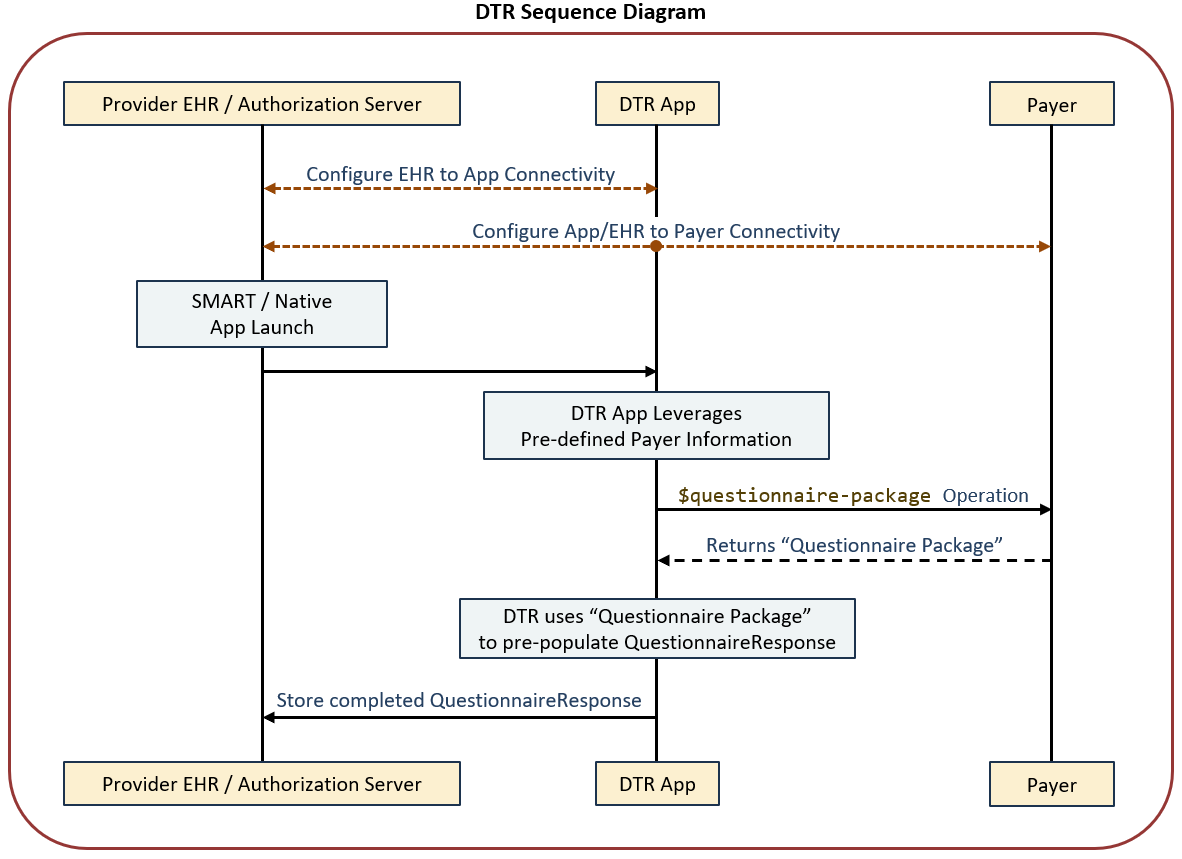 DTR Sequence Diagram
Provider EHR / Authorization Server
DTR App
Payer
Configure EHR to App Connectivity
Configure App/EHR to Payer Connectivity
SMART / Native
App Launch
DTR App Leverages
Pre-defined Payer Information
$questionnaire-package Operation
Returns “Questionnaire Package”
DTR uses “Questionnaire Package”
to pre-populate QuestionnaireResponse
Store completed QuestionnaireResponse
Provider EHR / Authorization Server
DTR App
Payer